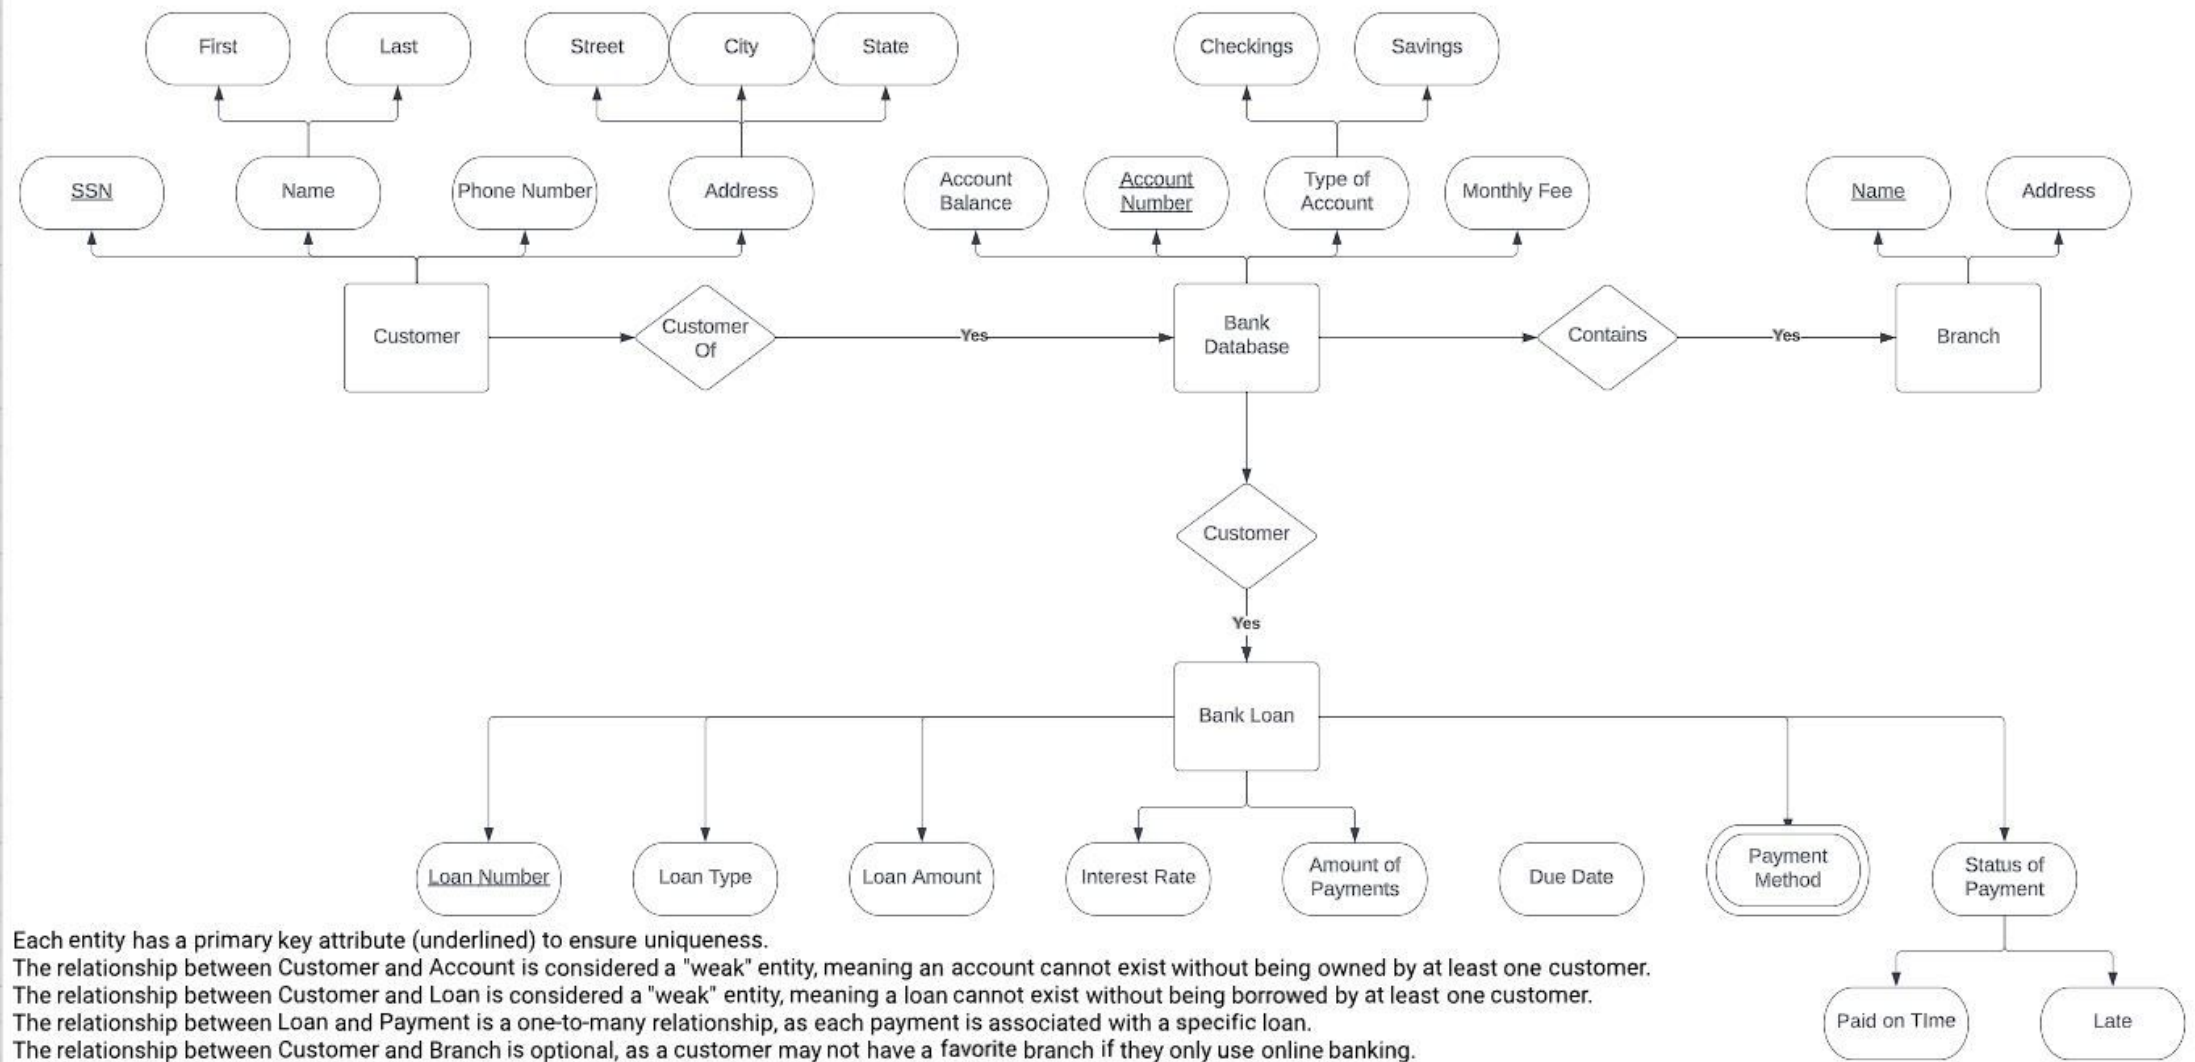 First
Last
Street
City
State
Checkings
Savings
SSN
Name
Phone Number
Address
Account
Balance
Account
Number
Type of
Account
Monthly Fee
Name
Address
Customer
Customer
Of
Yes
Bank
Database
Contains
Yes
Branch
Customer
Yes
Bank Loan
Loan Number
Loan Type
Loan Amount
Interest Rate
Amount of
Payments
Due Date
Payment
Method
Status of
Payment
Paid on TIme
Late
Each entity has a primary key attribute (underlined) to ensure uniqueness.
The relationship between Customer and Account is considered a "weak" entity, meaning an account cannot exist without being owned by at least one customer.
The relationship between Customer and Loan is considered a "weak" entity, meaning a loan cannot exist without being borrowed by at least one customer.
The relationship between Loan and Payment is a one-to-many relationship, as each payment is associated with a specific loan.
The relationship between Customer and Branch is optional, as a customer may not have a favorite branch if they only use online banking.